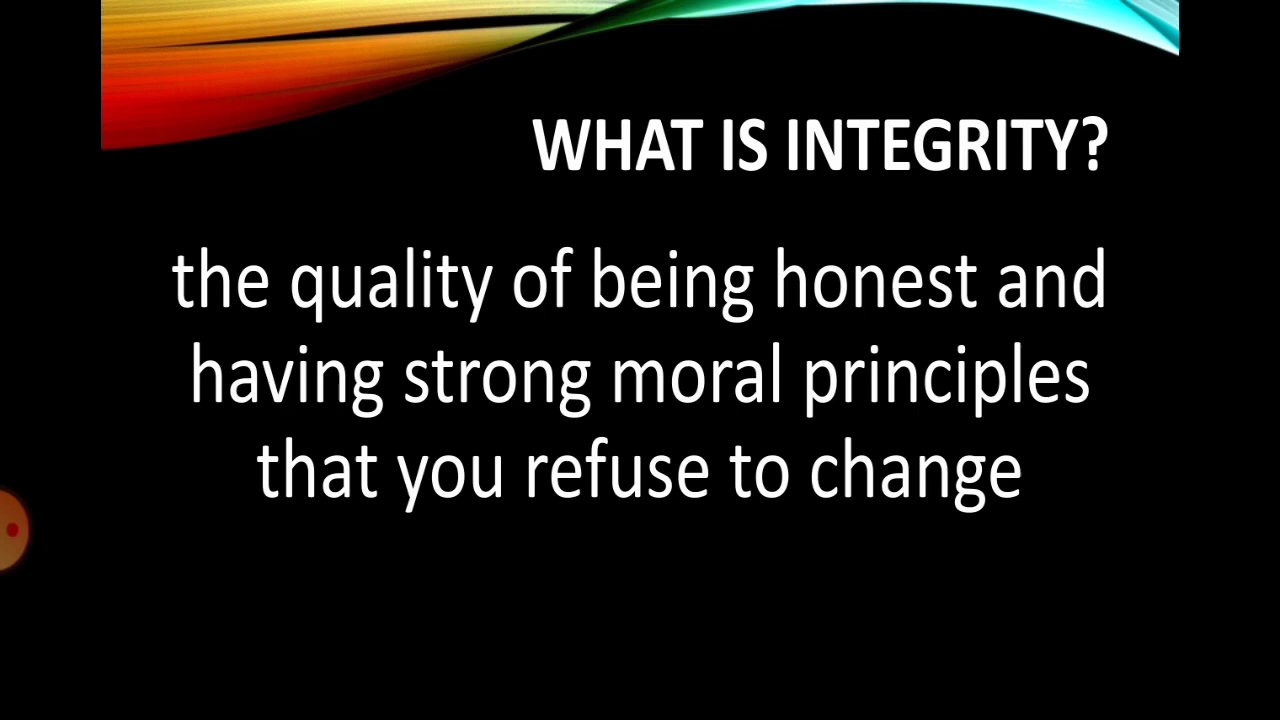 WHAT IS INTEGRITY?
the quality of being honest and
having strong moral principles
that you refuse to change